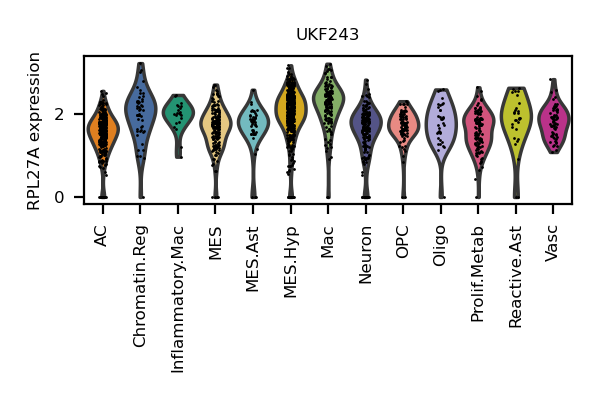 UKF243
RPL27A expression
2
0
AC
Chromatin.Reg
Inflammatory.Mac
MES
MES.Ast
MES.Hyp
Mac
Neuron
OPC
Oligo
Prolif.Metab
Reactive.Ast
Vasc